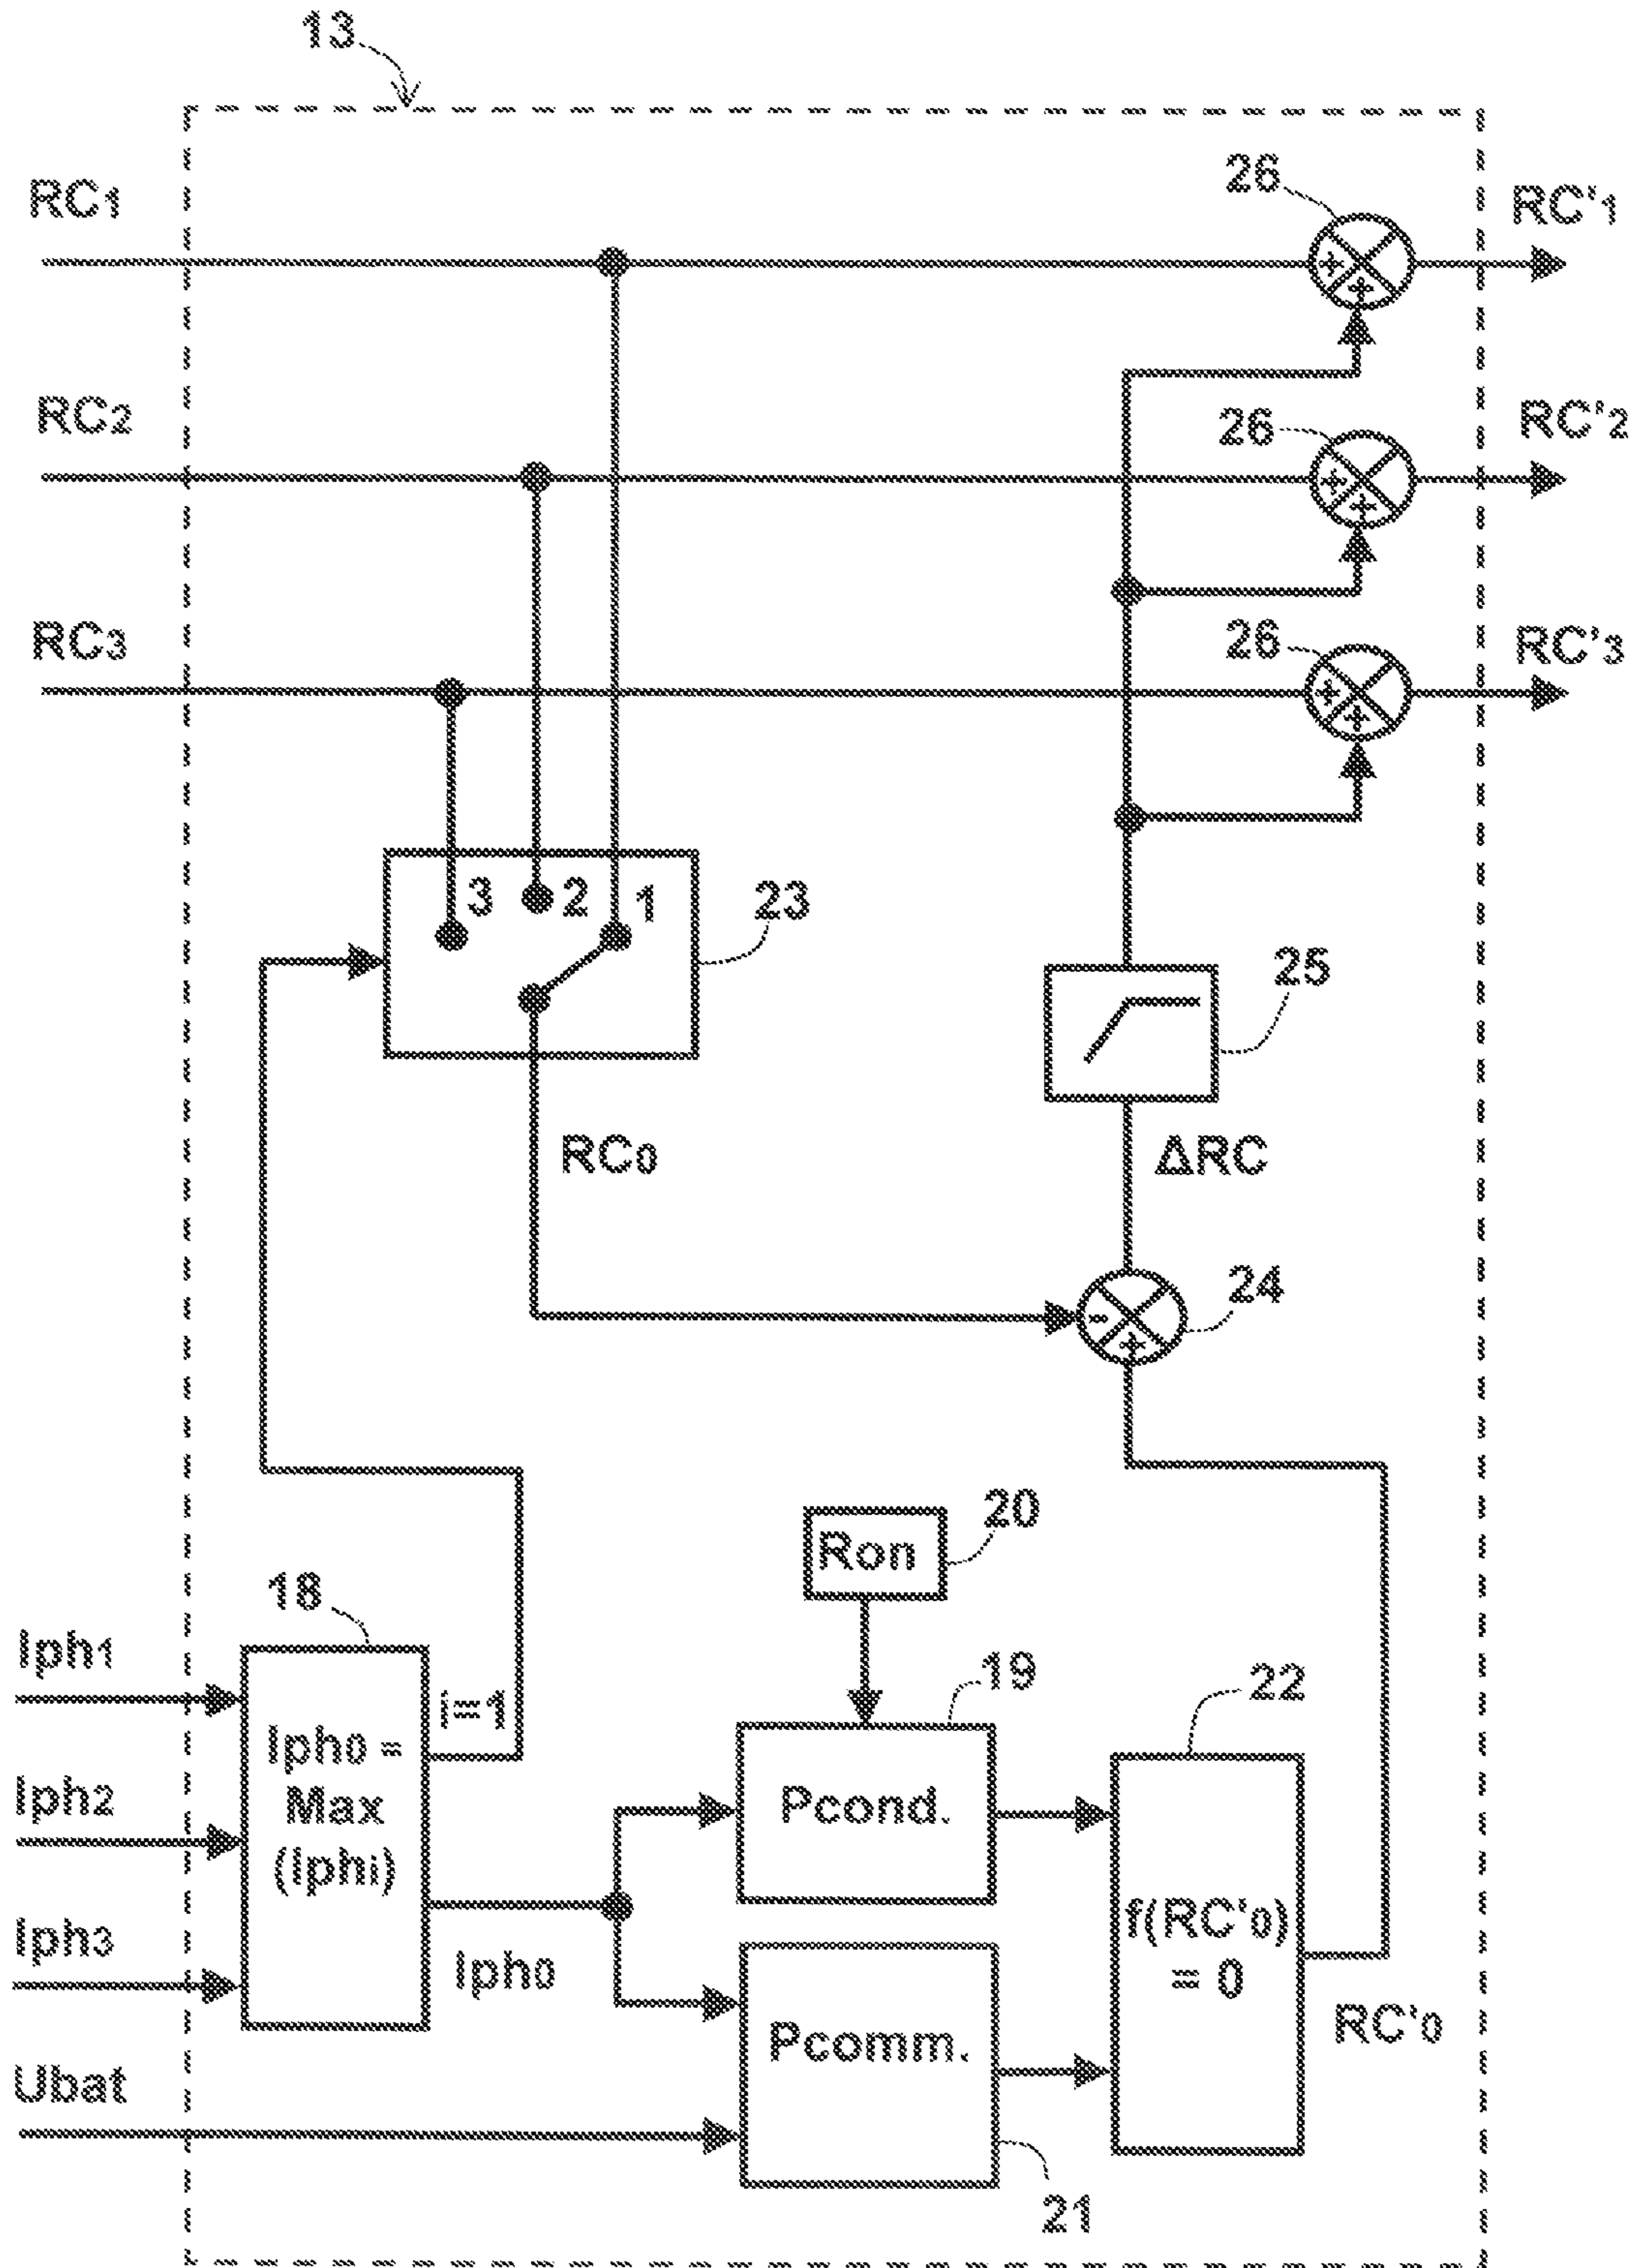 13
26
RC1
RC'1
RC2
26
RC'2
RC3
26
RC'3
+ +
+ +
+ +
3 2 1
23
25
RC0
ΔRC
24
- +
Ron
20
18
19
22
Iph1
i=1
Iph0 =
Max
(Iphi)
Iph2
Iph3
Iph0
Pcond.
Pcomm.
f(RC'0)
= 0
RC'0
Ubat
21